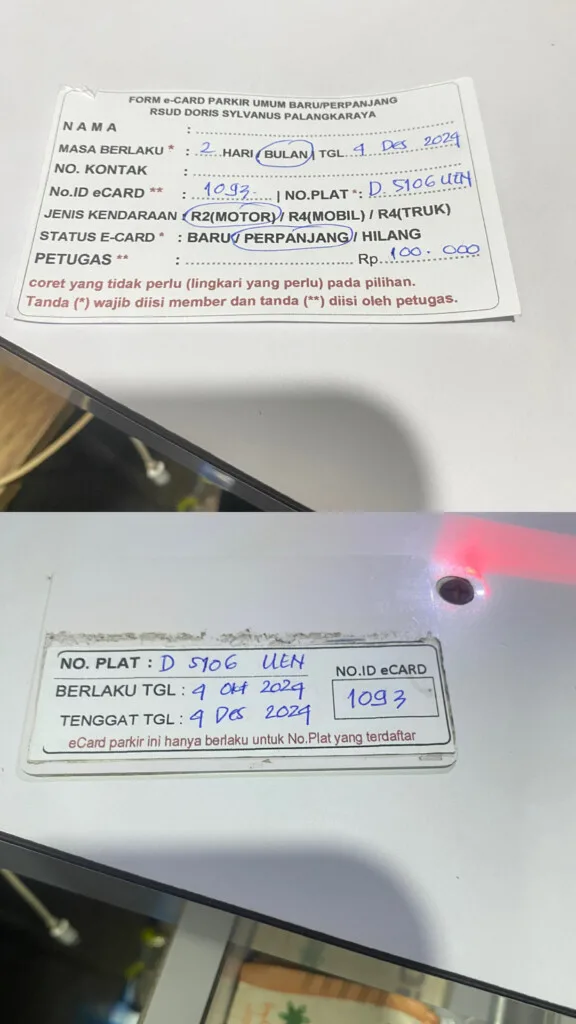 FORM e-CARD PARKIR UMUM BARU/PERPANJANG
RSUD DORIS SYLVANUS PALANGKARAYA
NAMA :
MASA BERLAKU * : 2 HARI/BULAN | TGL. 4 Des 2024
NO. KONTAK :
No.ID eCARD ** : 1093 | NO.PLAT *: D. 5106 UEN
JENIS KENDARAAN : R2(MOTOR) / R4(MOBIL) / R4(TRUK)
STATUS E-CARD * : BARU / PERPANJANG / HILANG
PETUGAS ** : Rp. 100.000
coret yang tidak perlu (lingkari yang perlu) pada pilihan.
Tanda (*) wajib diisi member dan tanda (**) diisi oleh petugas.
NO. PLAT : D 5106 UEN
NO.ID eCARD
BERLAKU TGL : 4 Okt 2024
1093
TENGGAT TGL : 4 Des 2024
eCard parkir ini hanya berlaku untuk No.Plat yang terdaftar